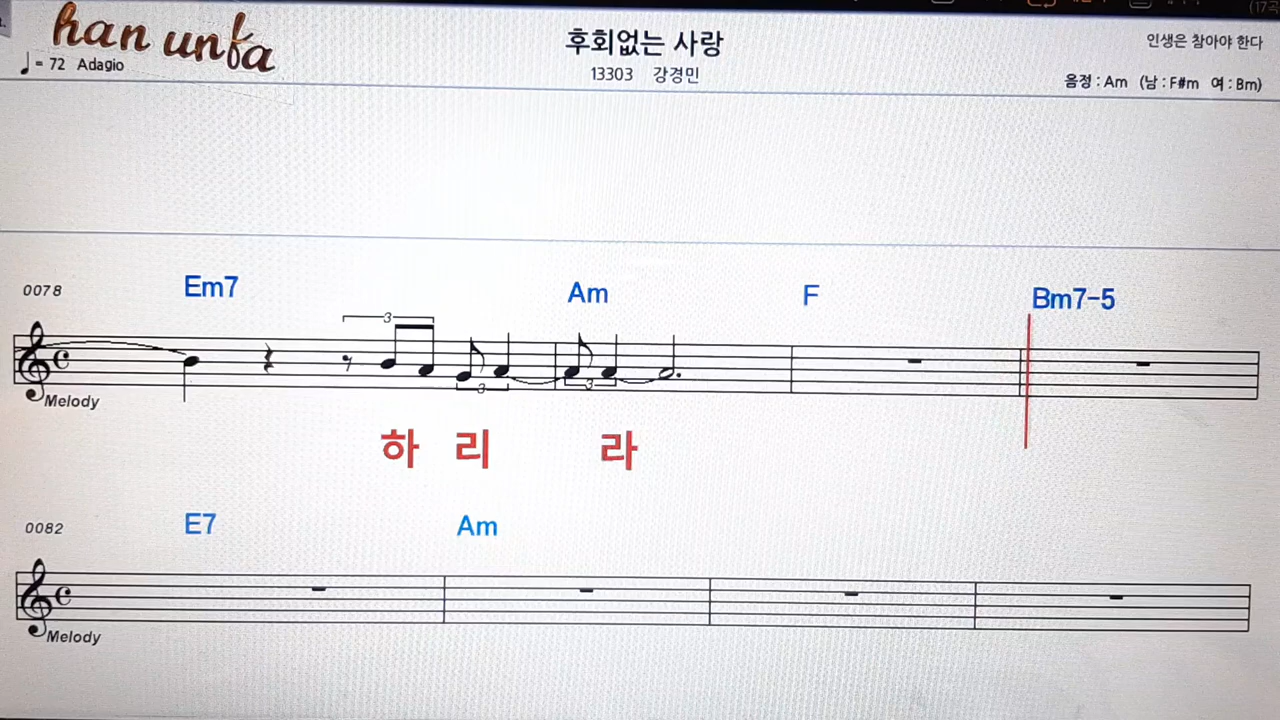 han unfa
후회없는 사랑
인생은 참아야 한다
♩ = 72 Adagio
13303 강경민
음정 : Am (남 : F#m 여 : Bm)
0078 Em7 Am F Bm7-5
3
3 3
Melody
하 리 라
0082 E7 Am
Melody